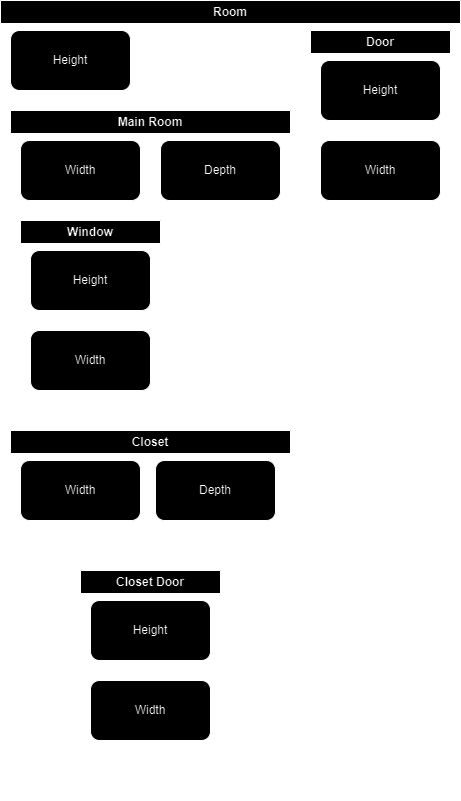 Room
Height
Door
Height
Width
Main Room
Width
Depth
Window
Height
Width
Closet
Width
Depth
Closet Door
Height
Width